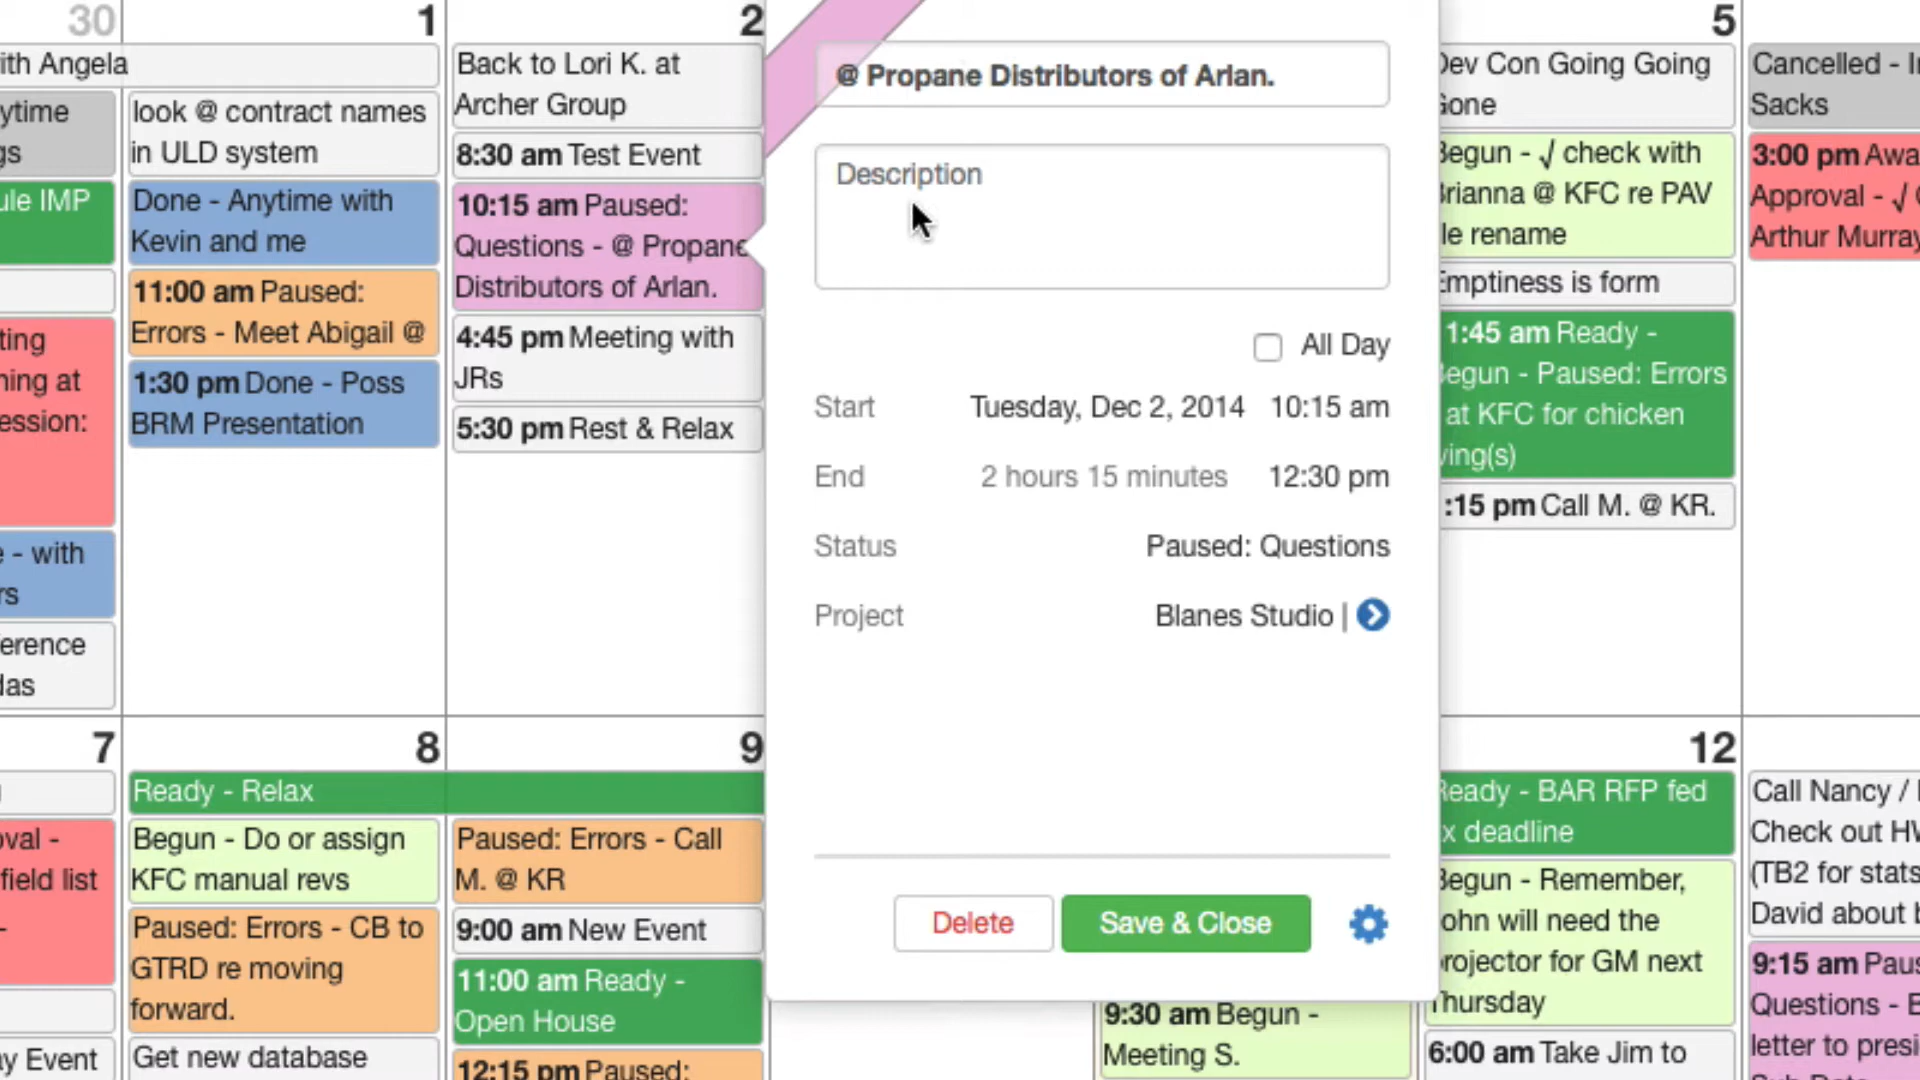 30
ith Angela
ytime
gs
ule IMP
ting
ning at
ession:
e - with
rs
erence
das
1
look @ contract names
in ULD system
Done - Anytime with
Kevin and me
11:00 am Paused:
Errors - Meet Abigail @
1:30 pm Done - Poss
BRM Presentation
2
Back to Lori K. at
Archer Group
8:30 am Test Event
10:15 am Paused:
Questions - @ Propane
Distributors of Arlan.
4:45 pm Meeting with
JRs
5:30 pm Rest & Relax
@ Propane Distributors of Arlan.
Description
All Day
Start Tuesday, Dec 2, 2014 10:15 am
End 2 hours 15 minutes 12:30 pm
Status Paused: Questions
Project Blanes Studio |
Delete Save & Close
5
Dev Con Going Going
Gone
Begun - √ check with
Brianna @ KFC re PAV
le rename
Emptiness is form
1:45 am Ready -
Begun - Paused: Errors
at KFC for chicken
ving(s)
:15 pm Call M. @ KR.
Cancelled - I
Sacks
3:00 pm Awa
Approval - √
Arthur Murray
7
oval -
field list
-
ay Event
8
Ready - Relax
Begun - Do or assign
KFC manual revs
Paused: Errors - CB to
GTRD re moving
forward.
Get new database
9
Paused: Errors - Call
M. @ KR
9:00 am New Event
11:00 am Ready -
Open House
12:15 pm Paused:
9:30 am Begun -
Meeting S.
12
Ready - BAR RFP fed
x deadline
Begun - Remember,
John will need the
projector for GM next
Thursday
6:00 am Take Jim to
Call Nancy /
Check out HW
(TB2 for stats
David about b
9:15 am Paus
Questions - E
letter to presi